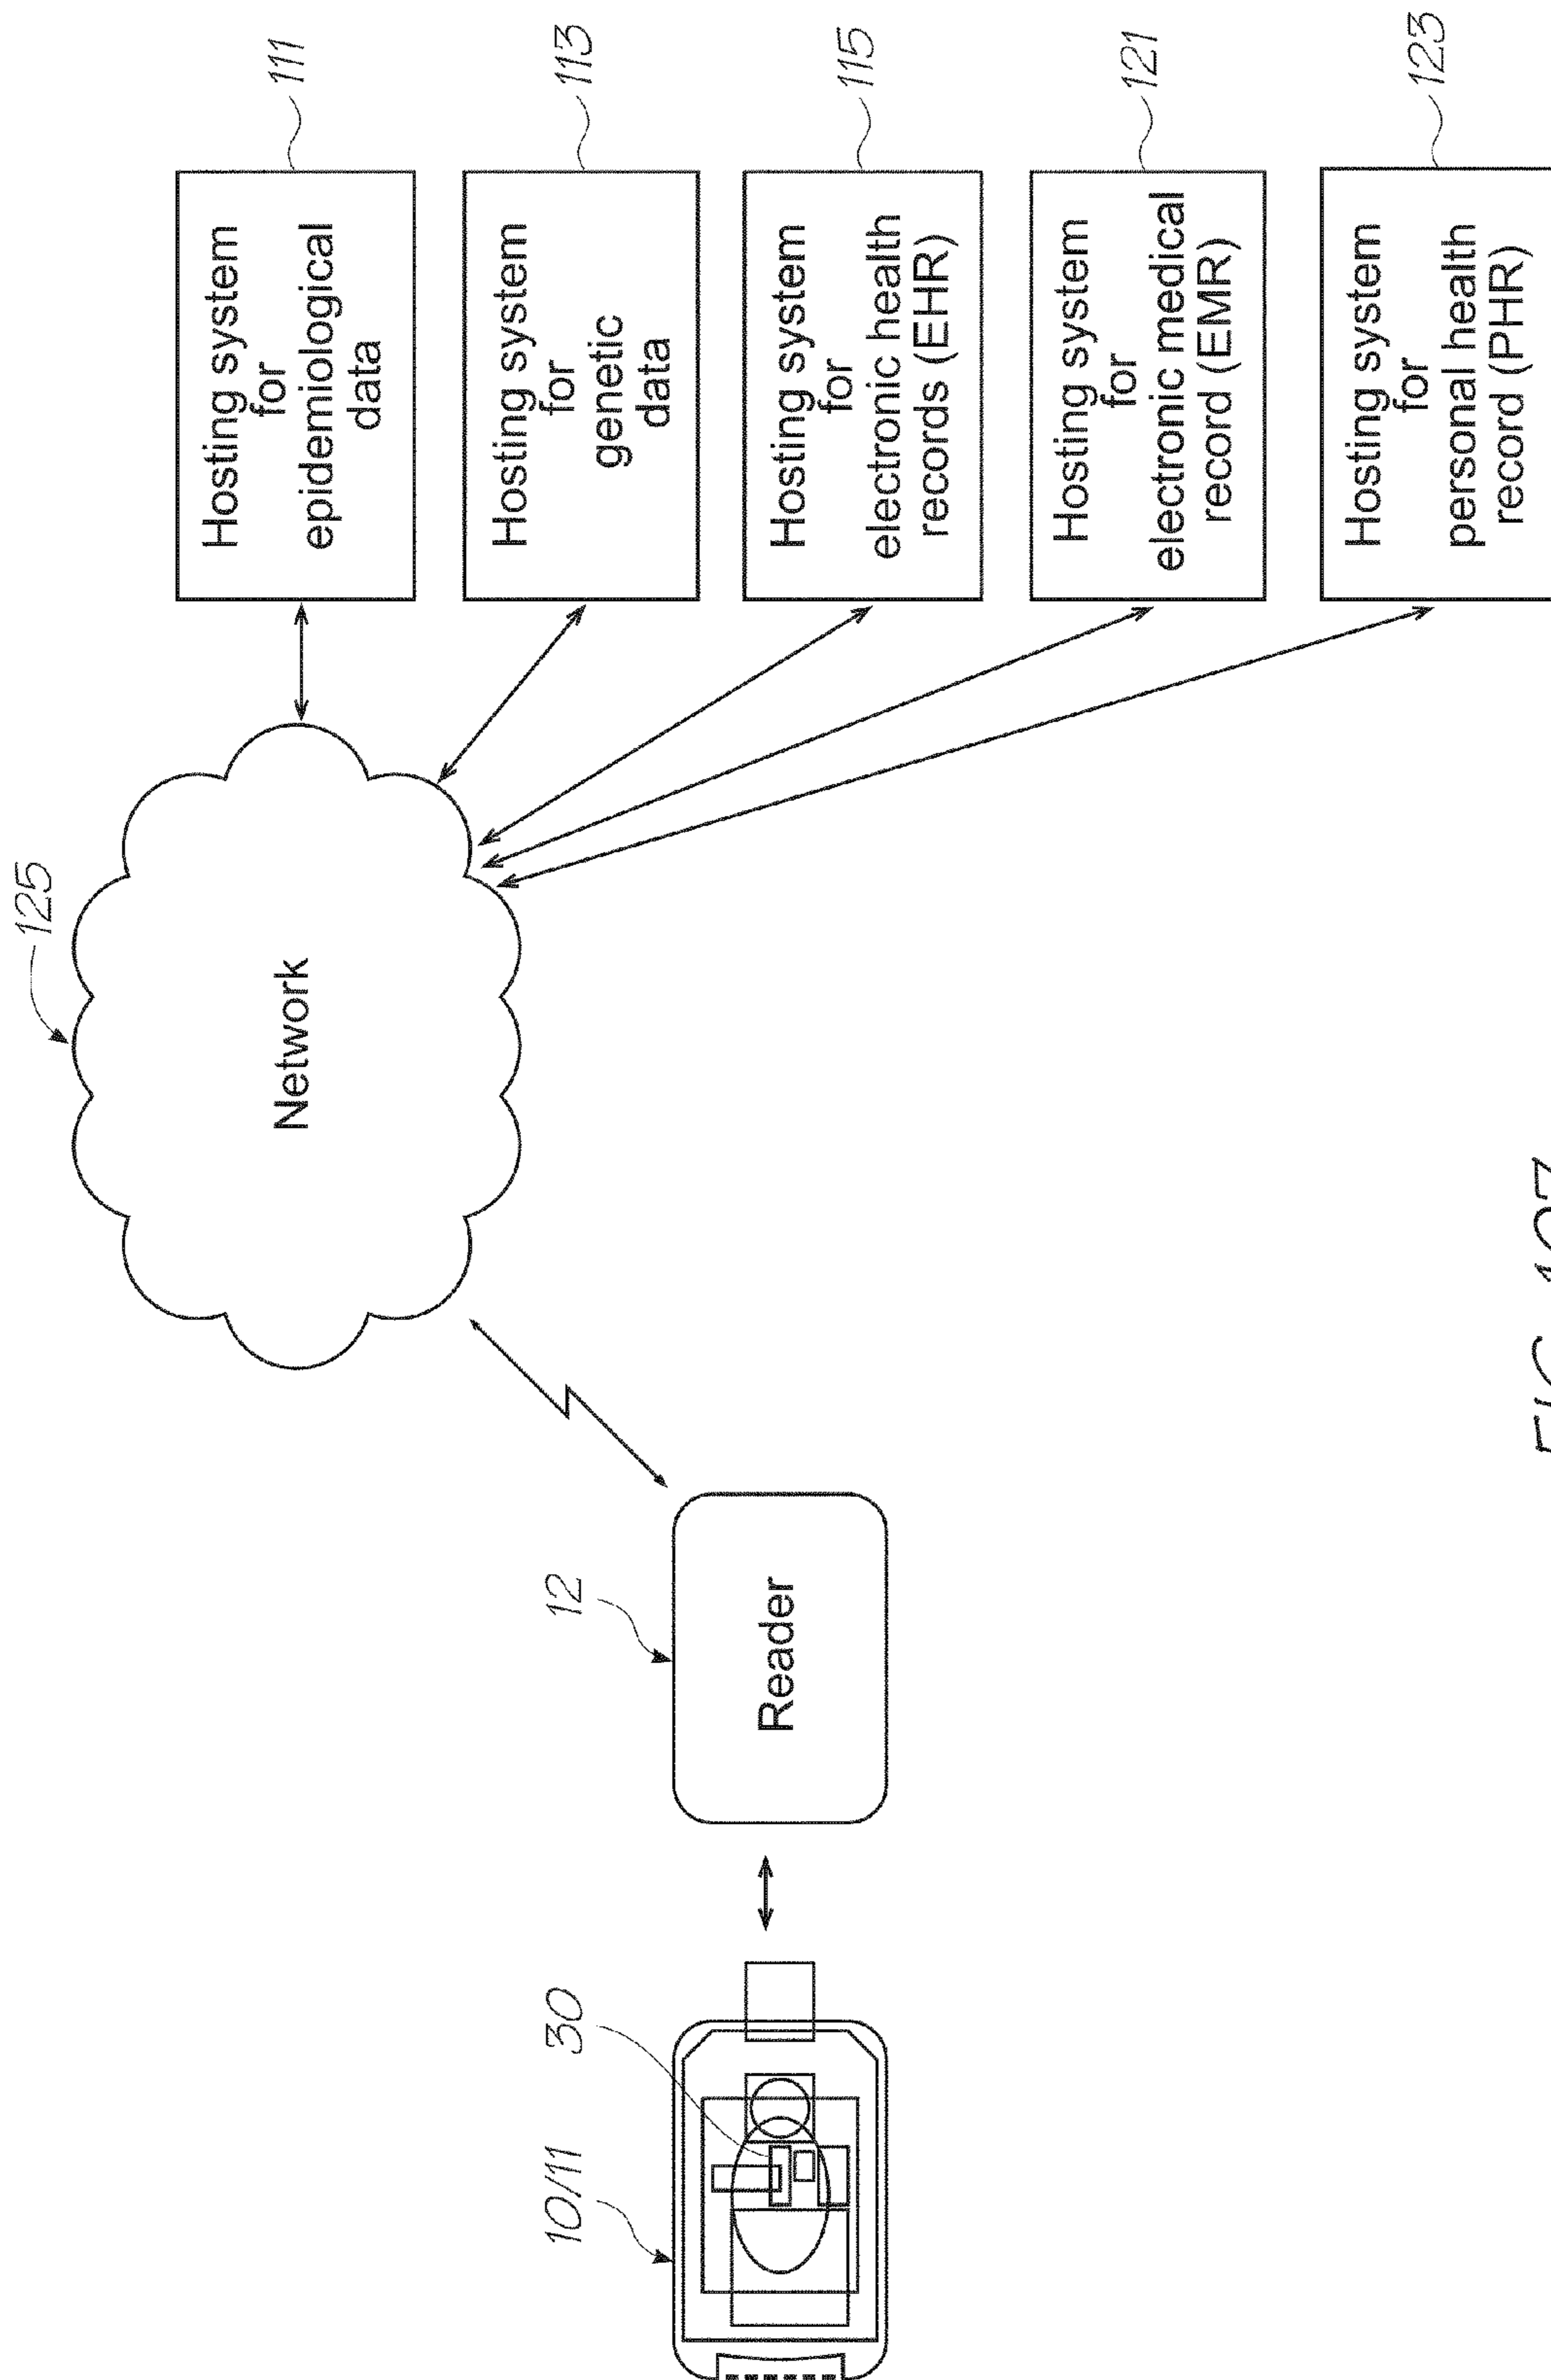 125
Network
Hosting system
for
epidemiological
data
111
Hosting system
for
genetic
data
113
10/11
30
12
Reader
Hosting system
for
electronic health
records (EHR)
115
Hosting system
for
electronic medical
record (EMR)
121
Hosting system
for
personal health
record (PHR)
123